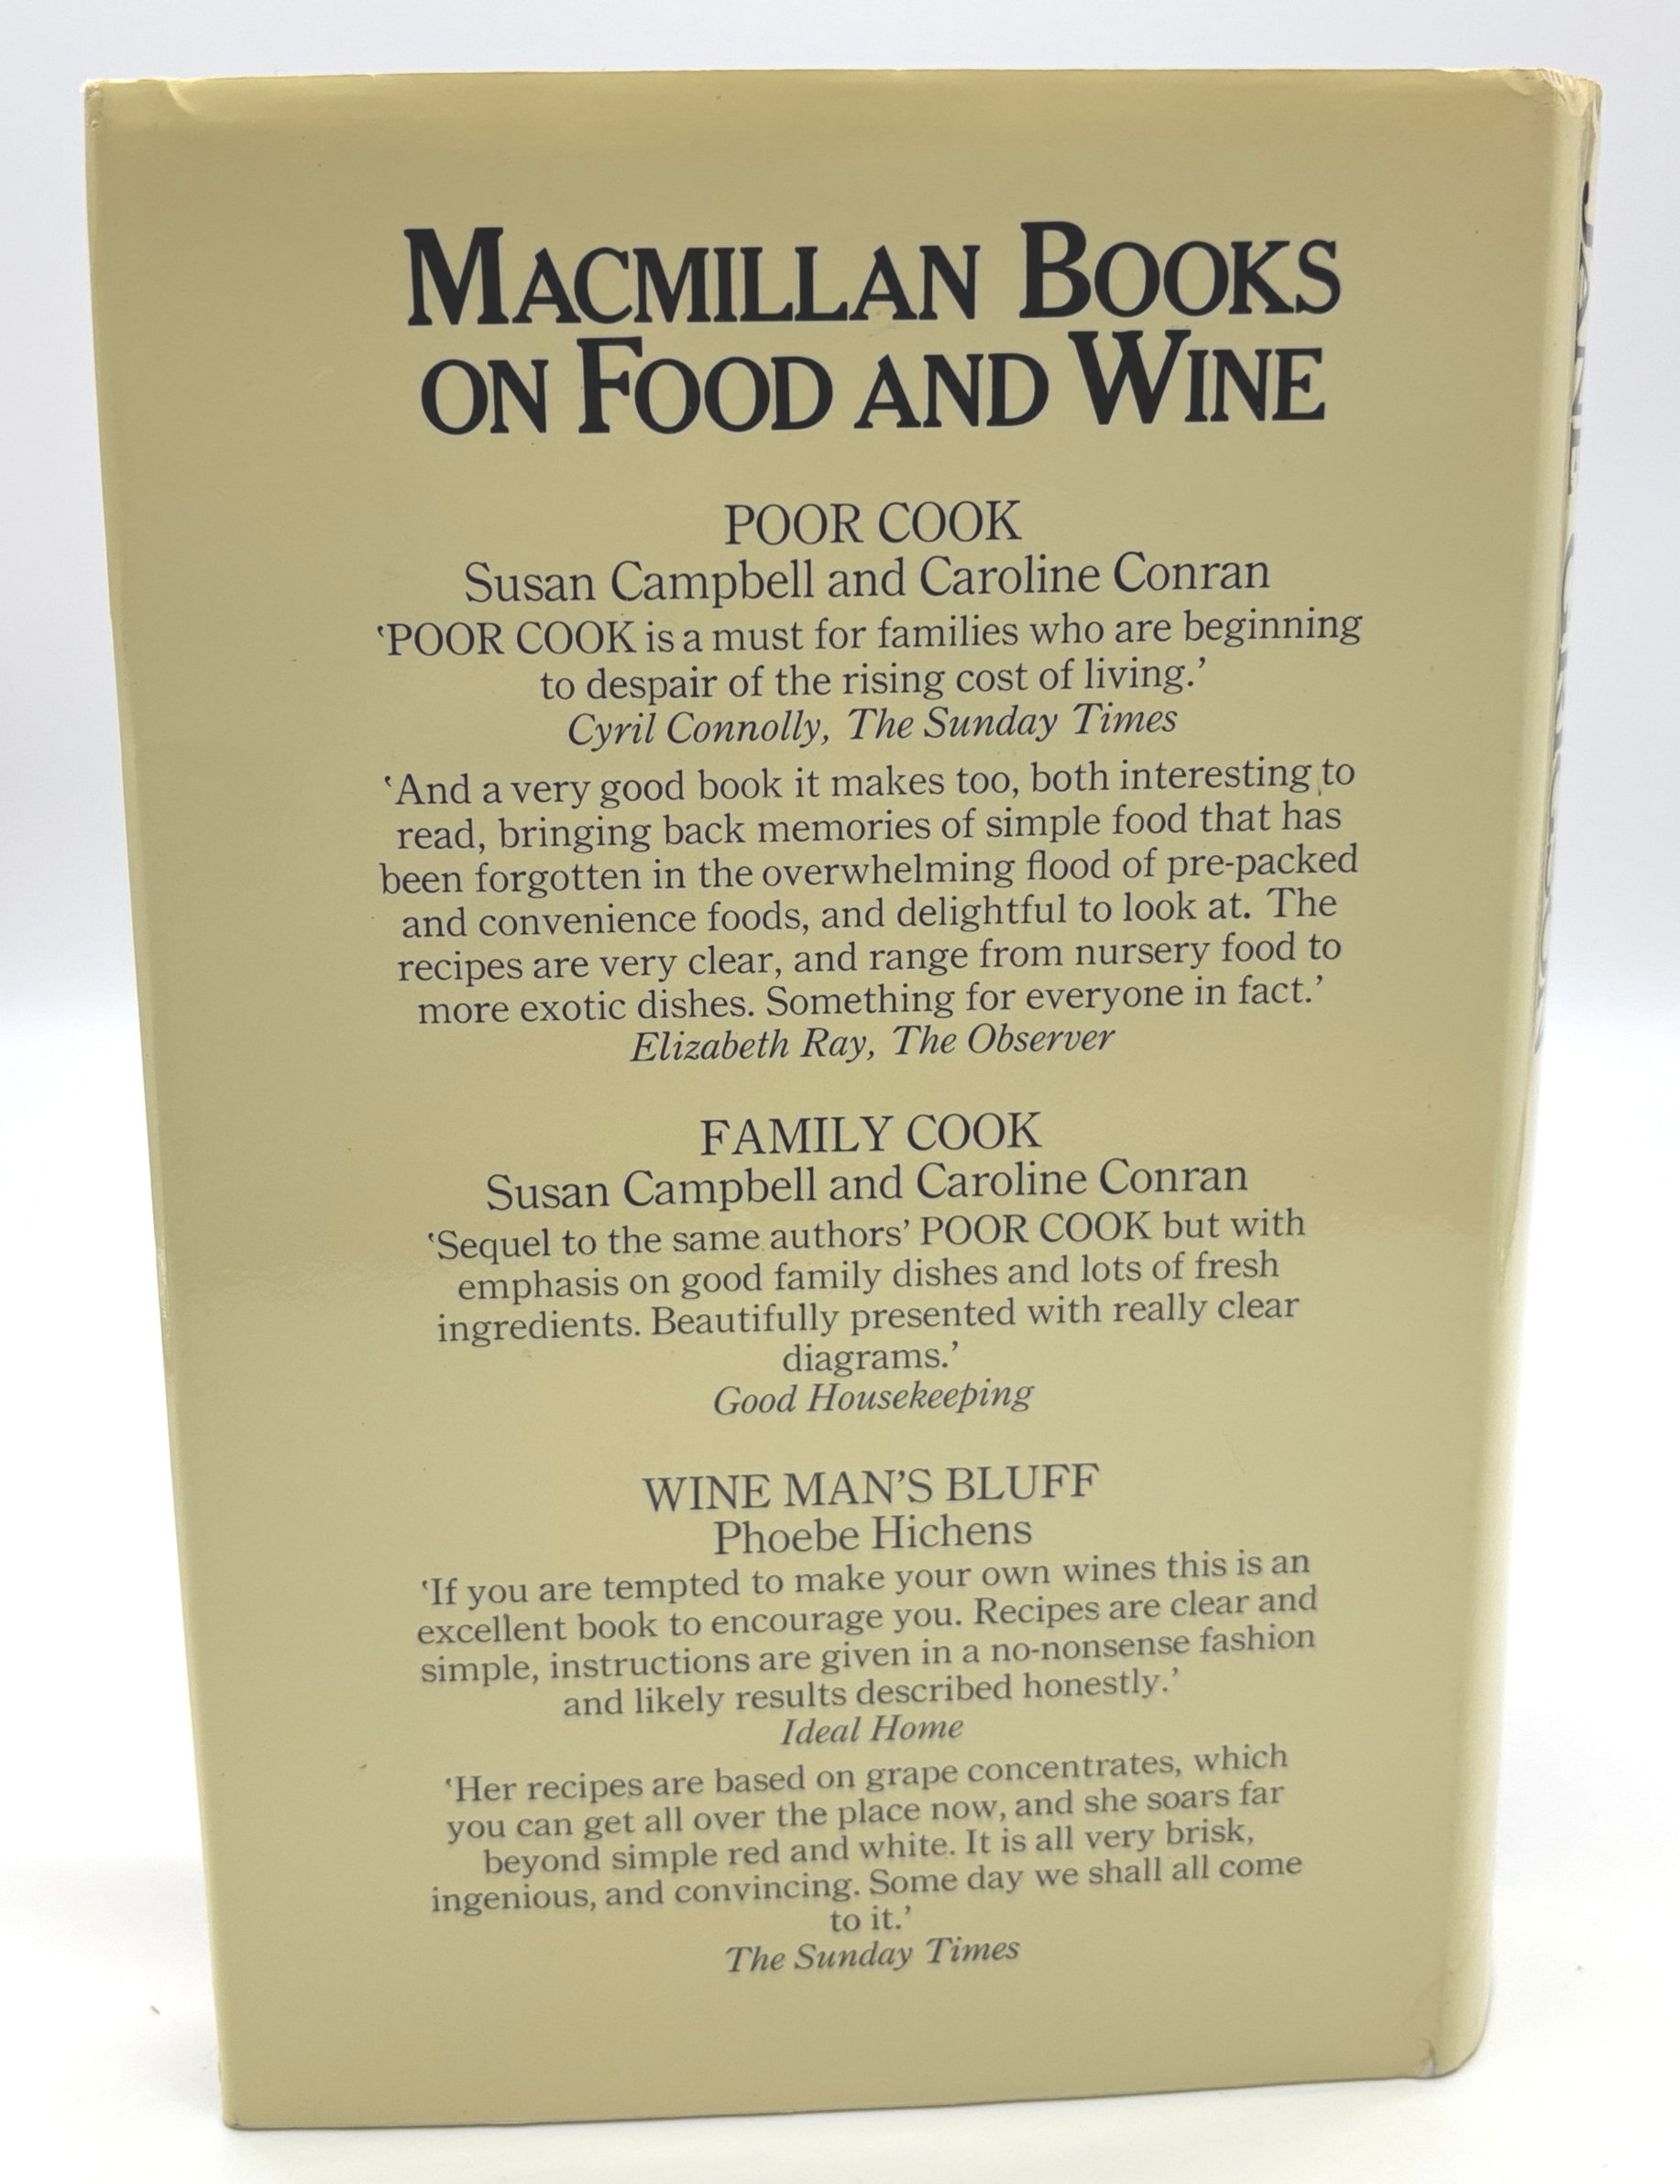 MACMILLAN BOOKS
ON FOOD AND WINE
POOR COOK
Susan Campbell and Caroline Conran
‘POOR COOK is a must for families who are beginning
to despair of the rising cost of living.’
Cyril Connolly, The Sunday Times
‘And a very good book it makes too, both interesting to
read, bringing back memories of simple food that has
been forgotten in the overwhelming flood of pre-packed
and convenience foods, and delightful to look at. The
recipes are very clear, and range from nursery food to
more exotic dishes. Something for everyone in fact.’
Elizabeth Ray, The Observer
FAMILY COOK
Susan Campbell and Caroline Conran
‘Sequel to the same authors’ POOR COOK but with
emphasis on good family dishes and lots of fresh
ingredients. Beautifully presented with really clear
diagrams.’
Good Housekeeping
WINE MAN’S BLUFF
Phoebe Hichens
‘If you are tempted to make your own wines this is an
excellent book to encourage you. Recipes are clear and
simple, instructions are given in a no-nonsense fashion
and likely results described honestly.’
Ideal Home
‘Her recipes are based on grape concentrates, which
you can get all over the place now, and she soars far
beyond simple red and white. It is all very brisk,
ingenious, and convincing. Some day we shall all come
to it.’
The Sunday Times
JANE